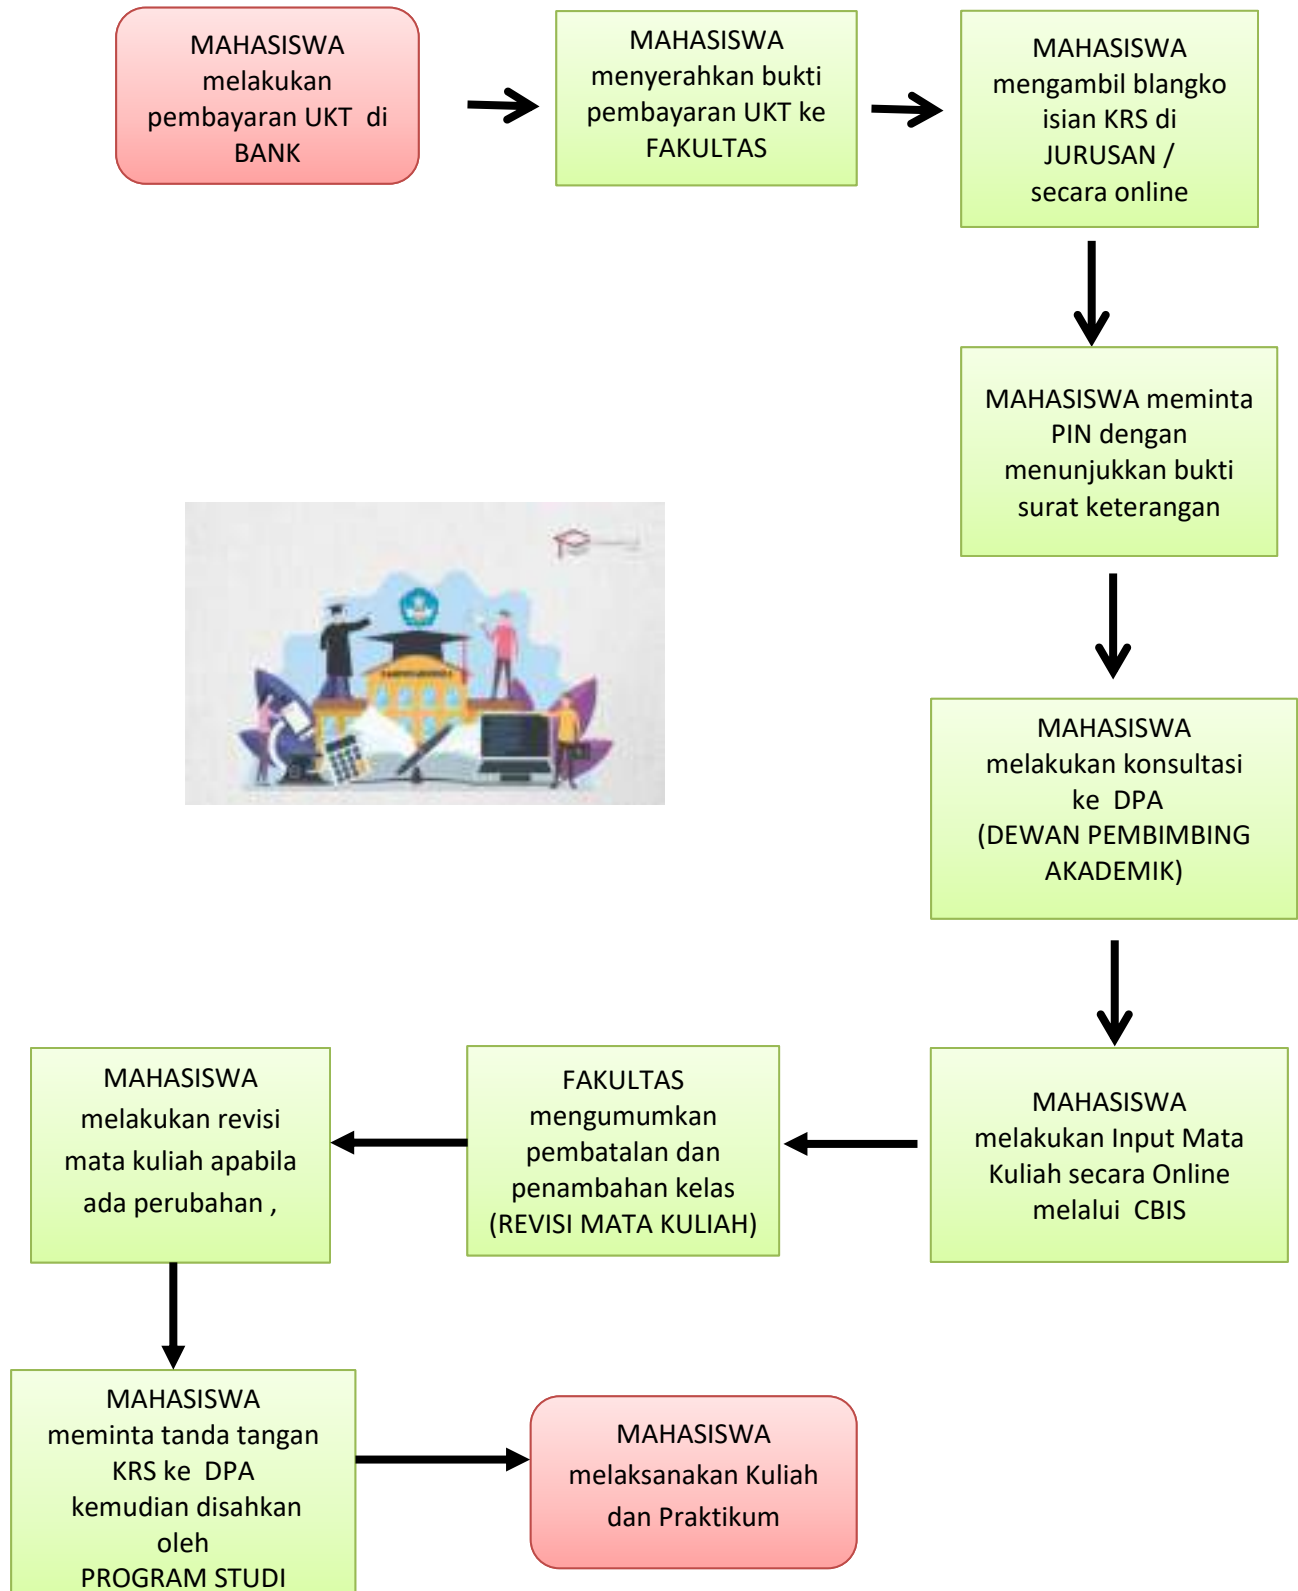 MAHASISWA
melakukan
pembayaran UKT di
BANK
MAHASISWA
menyerahkan bukti
pembayaran UKT ke
FAKULTAS
MAHASISWA
mengambil blangko
isian KRS di
JURUSAN /
secara online
MAHASISWA meminta
PIN dengan
menunjukkan bukti
surat keterangan
MAHASISWA
melakukan konsultasi
ke DPA
(DEWAN PEMBIMBING
AKADEMIK)
MAHASISWA
melakukan Input Mata
Kuliah secara Online
melalui CBIS
FAKULTAS
mengumumkan
pembatalan dan
penambahan kelas
(REVISI MATA KULIAH)
MAHASISWA
melakukan revisi
mata kuliah apabila
ada perubahan ,
MAHASISWA
meminta tanda tangan
KRS ke DPA
kemudian disahkan
oleh
PROGRAM STUDI
MAHASISWA
melaksanakan Kuliah
dan Praktikum